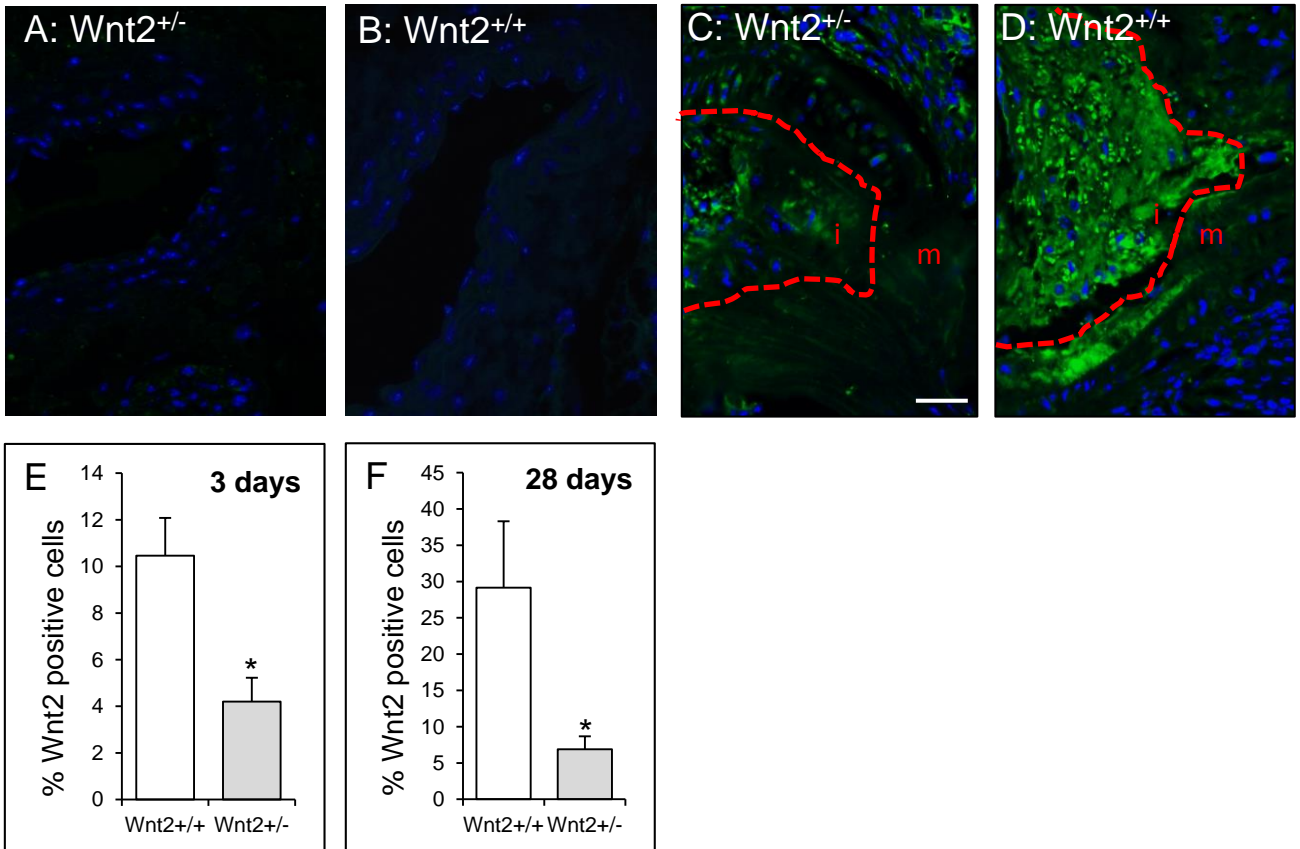 A: Wnt2+/-
B: Wnt2+/+
C: Wnt2+/-
D: Wnt2+/+
i
m
i
m
E
3 days
% Wnt2 positive cells
14
12
10
8
6
4
2
0
*
Wnt2+/+ Wnt2+/-
F
28 days
% Wnt2 positive cells
45
40
35
30
25
20
15
10
5
0
*
Wnt2+/+ Wnt2+/-